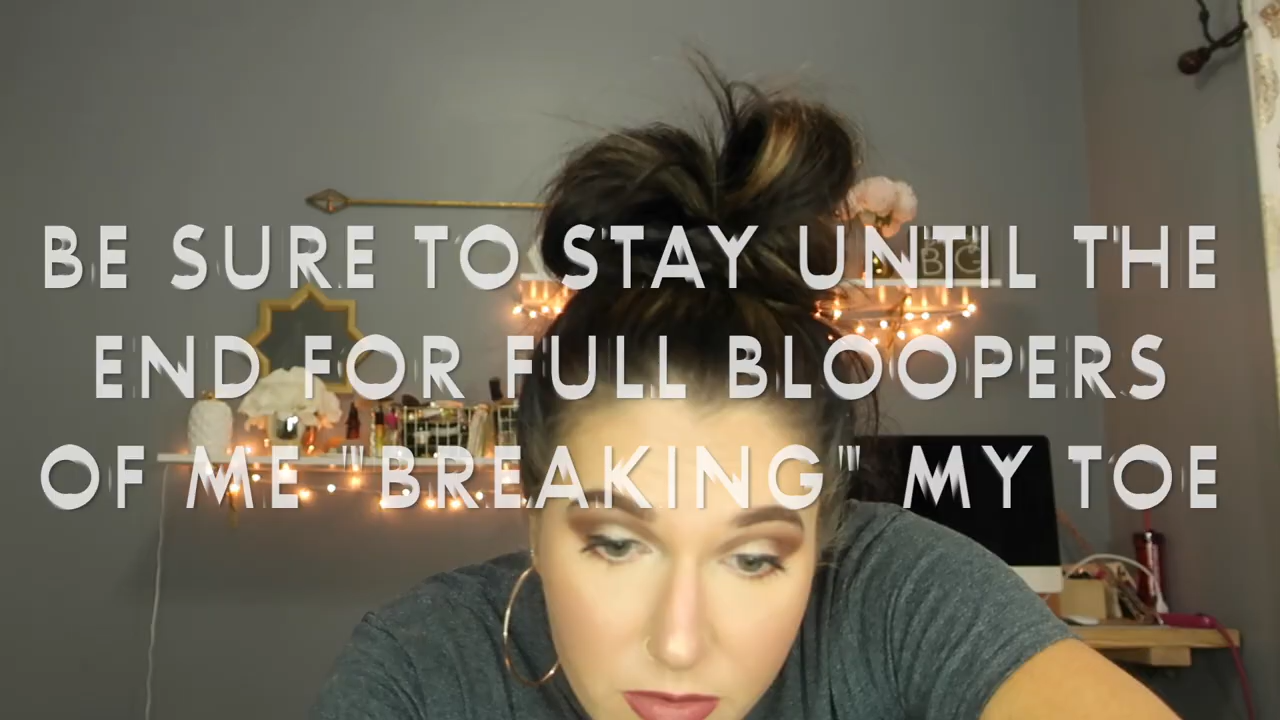 BE SURE TO STAY UNTIL THE
END FOR FULL BLOOPERS
OF ME "BREAKING" MY TOE